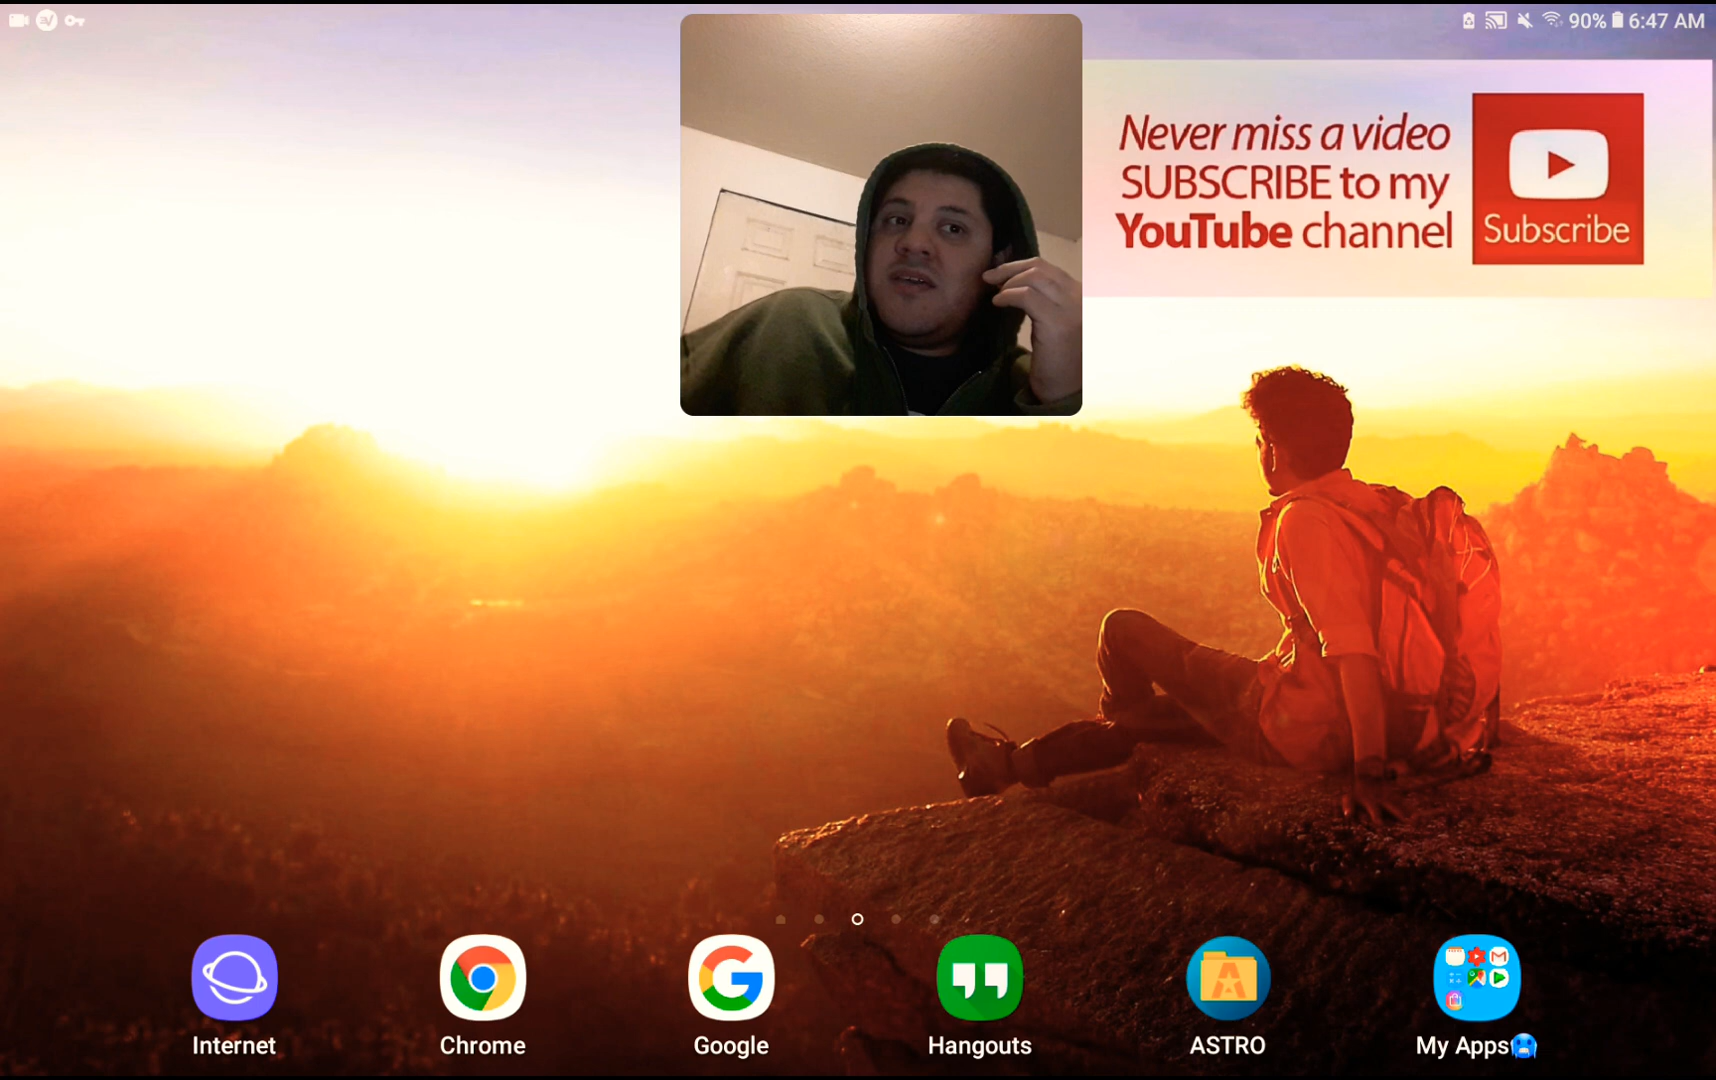 90% 6:47 AM
Never miss a video
SUBSCRIBE to my
YouTube channel
Subscribe
Internet
Chrome
Google
Hangouts
ASTRO
My Apps🥶